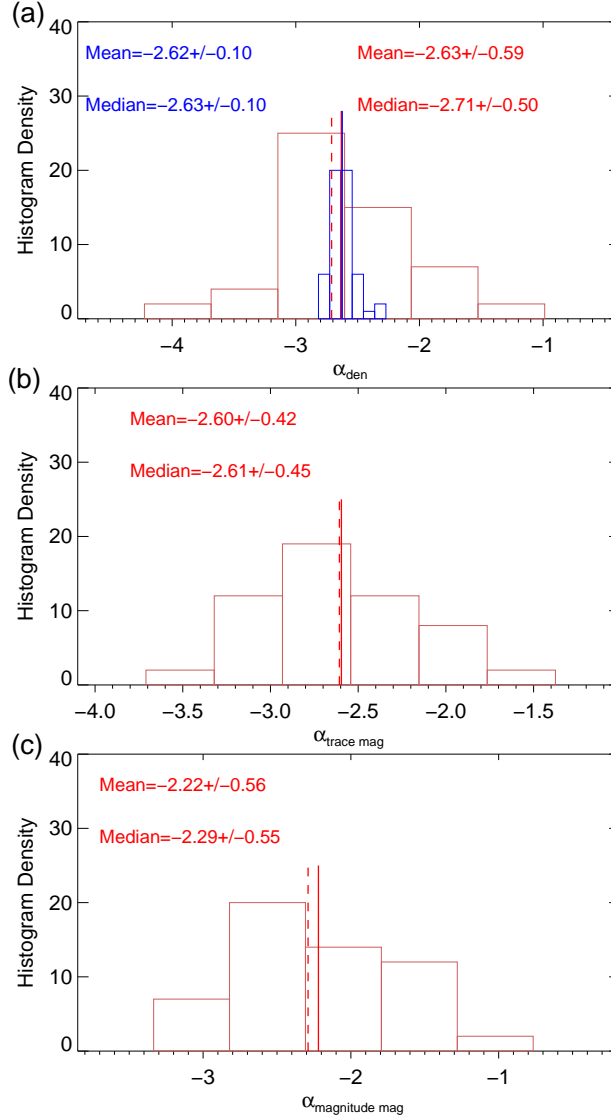 (a)
40
Mean=−2.62+/−0.10 Mean=−2.63+/−0.59
30
Median=−2.63+/−0.10 Median=−2.71+/−0.50
20
10
0
Histogram Density
−4 −3 −2 −1
αden
(b)
40
Mean=−2.60+/−0.42
30
Median=−2.61+/−0.45
20
10
0
Histogram Density
−4.0 −3.5 −3.0 −2.5 −2.0 −1.5
αtrace mag
(c)
40
Mean=−2.22+/−0.56
30
Median=−2.29+/−0.55
20
10
0
Histogram Density
−3 −2 −1
αmagnitude mag